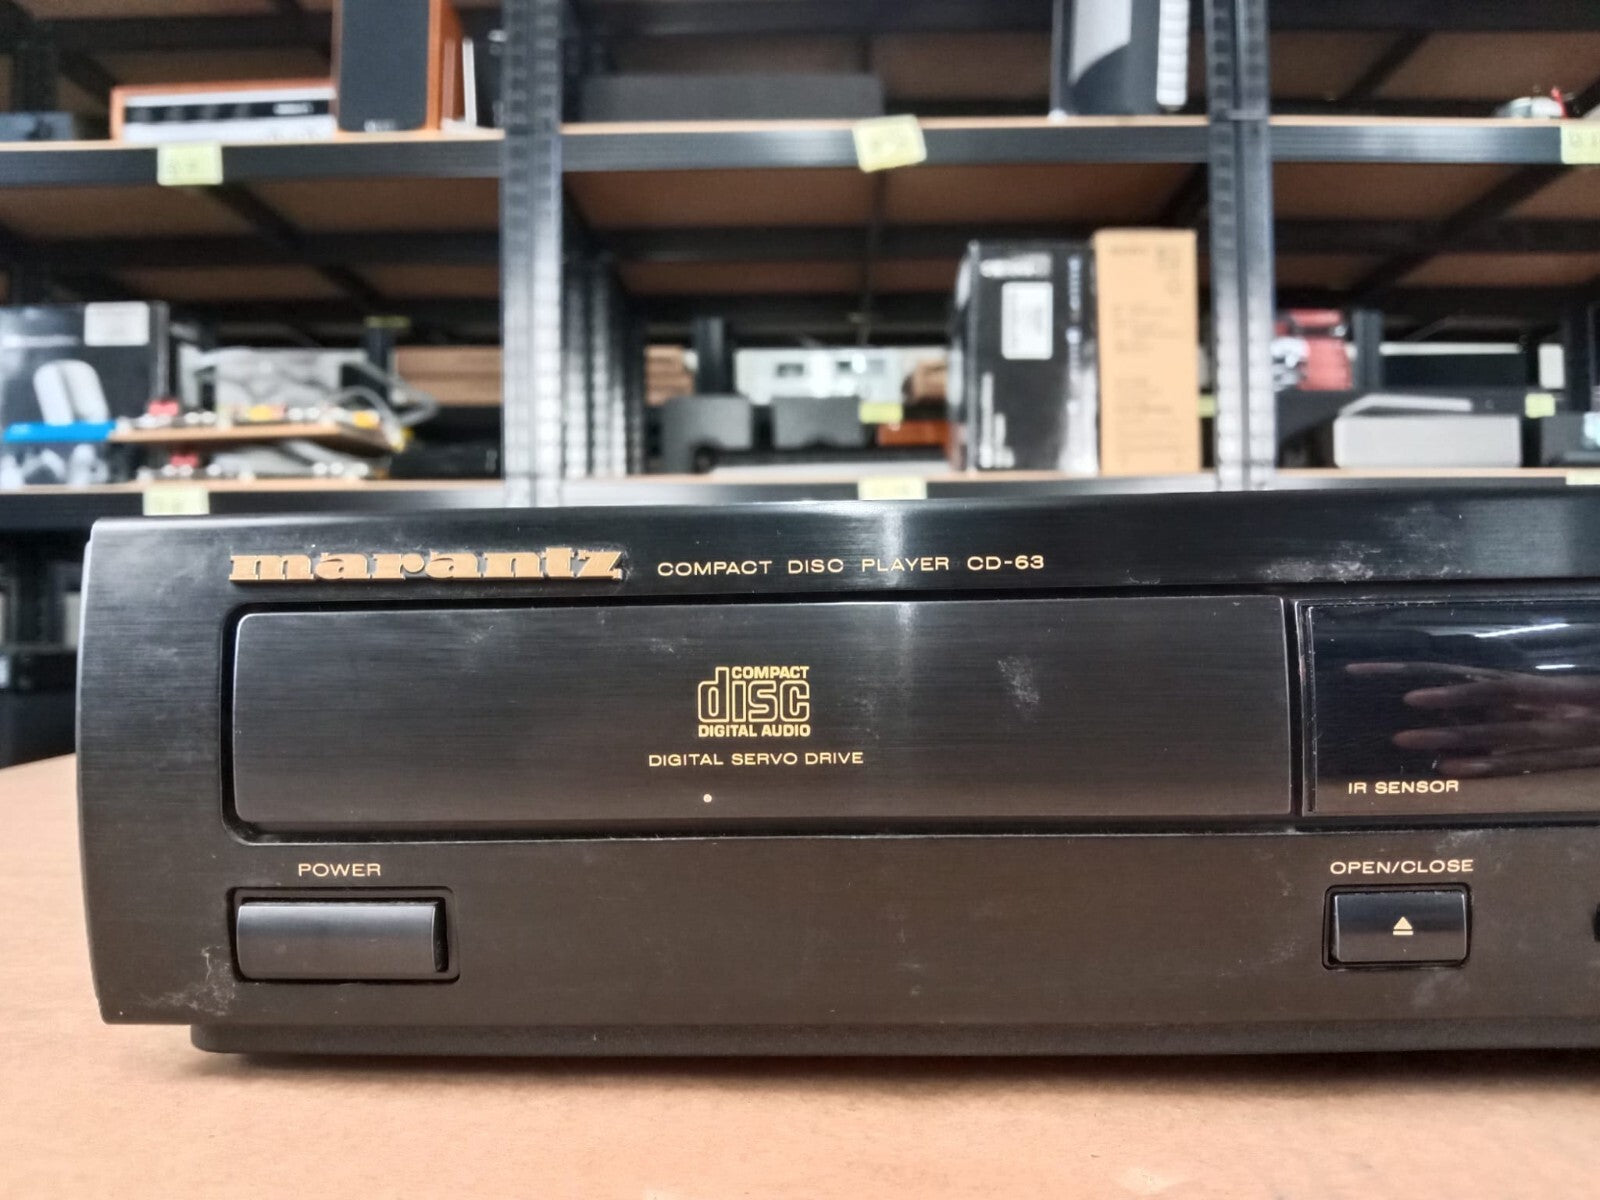 marantz COMPACT DISC PLAYER CD-63
COMPACT
disc
DIGITAL AUDIO
DIGITAL SERVO DRIVE
IR SENSOR
POWER
OPEN/CLOSE